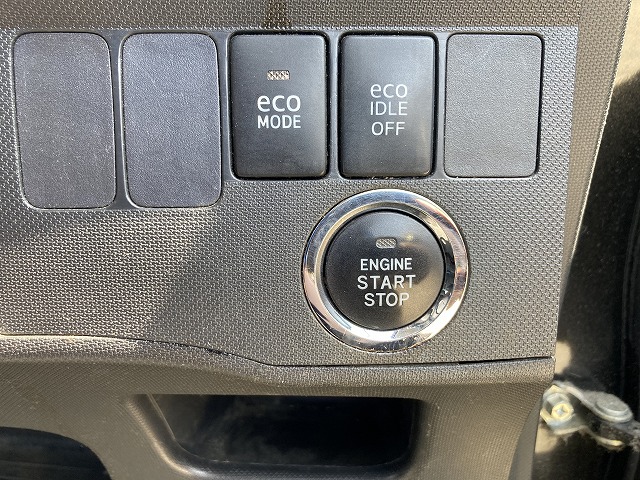 eco
MODE
eco
IDLE
OFF
ENGINE
START
STOP